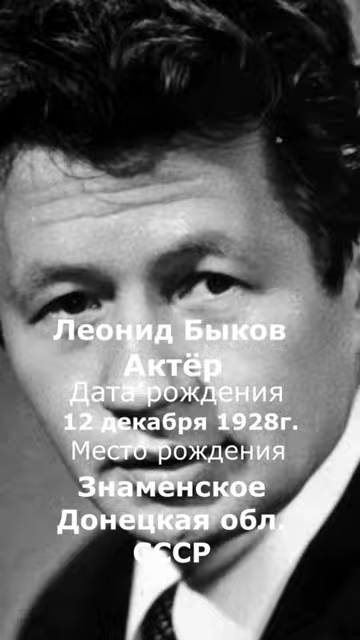 Леонид Быков
Актёр
Дата рождения
12 декабря 1928г.
Место рождения
Знаменское
Донецкая обл.
СССР